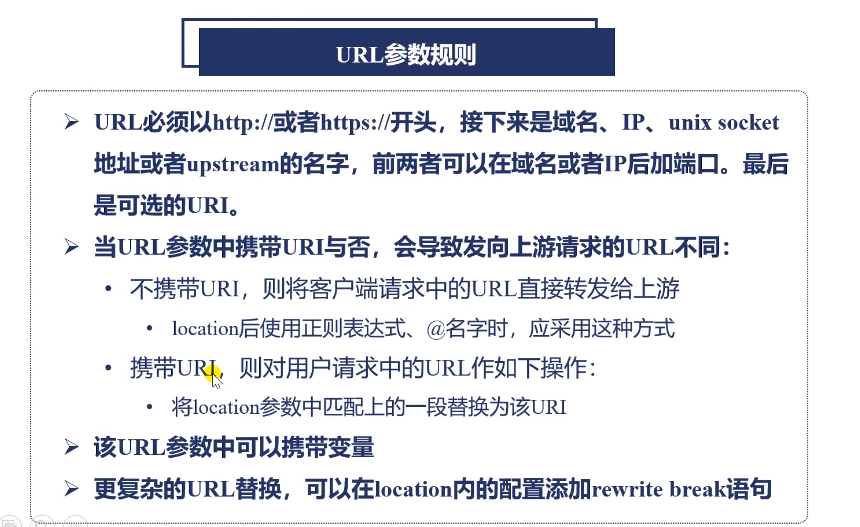 URL参数规则
➢ URL必须以http://或者https://开头，接下来是域名、IP、unix socket
地址或者upstream的名字，前两者可以在域名或者IP后加端口。最后
是可选的URI。
➢ 当URL参数中携带URI与否，会导致发向上游请求的URL不同：
• 不携带URI，则将客户端请求中的URL直接转发给上游
• location后使用正则表达式、@名字时，应采用这种方式
• 携带URI，则对用户请求中的URL作如下操作：
• 将location参数中匹配上的一段替换为该URI
➢ 该URL参数中可以携带变量
➢ 更复杂的URL替换，可以在location内的配置添加rewrite break语句